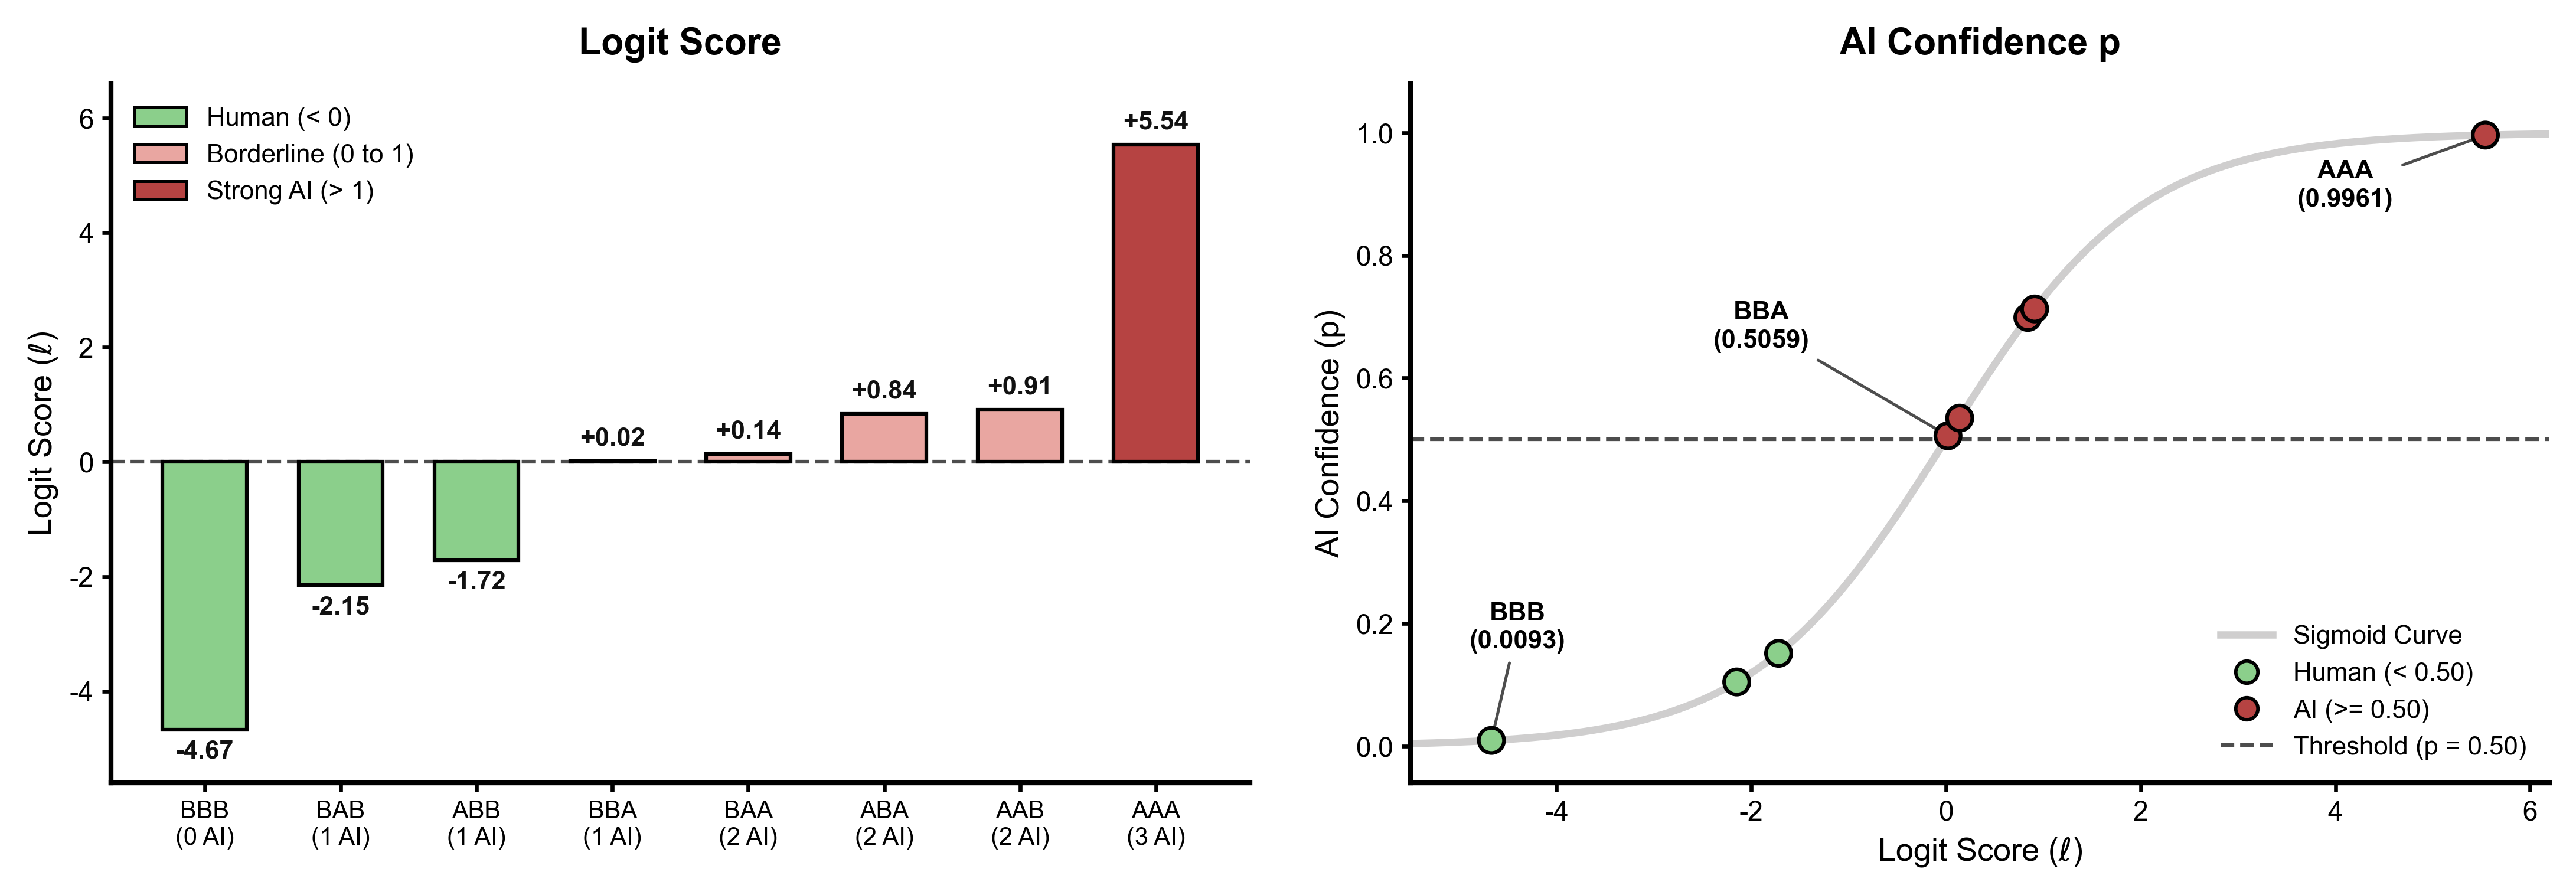 Logit Score
Human (< 0)
Borderline (0 to 1)
Strong AI (> 1)
Logit Score (ℓ)
6
4
2
0
-2
-4
-4.67
-2.15
-1.72
+0.02
+0.14
+0.84
+0.91
+5.54
BBB
(0 AI)
BAB
(1 AI)
ABB
(1 AI)
BBA
(1 AI)
BAA
(2 AI)
ABA
(2 AI)
AAB
(2 AI)
AAA
(3 AI)
AI Confidence p
AI Confidence (p)
1.0
0.8
0.6
0.4
0.2
0.0
AAA
(0.9961)
BBA
(0.5059)
BBB
(0.0093)
Sigmoid Curve
Human (< 0.50)
AI (>= 0.50)
Threshold (p = 0.50)
-4
-2
0
2
4
6
Logit Score (ℓ)